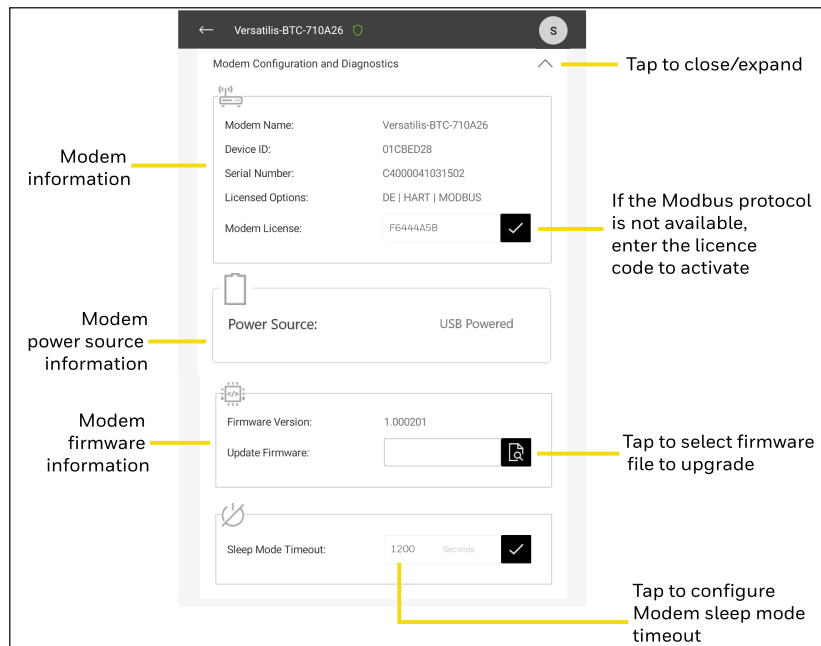 Versatilis-BTC-710A26
S
Modem Configuration and Diagnostics
Tap to close/expand
Modem
information
Modem Name: Versatilis-BTC-710A26
Device ID: 01CBED28
Serial Number: C4000041031502
Licensed Options: DE | HART | MODBUS
Modem License: F6444A5B
If the Modbus protocol
is not available,
enter the licence
code to activate
Modem
power source
information
Power Source: USB Powered
Modem
firmware
information
Firmware Version: 1.000201
Update Firmware:
Tap to select firmware
file to upgrade
Sleep Mode Timeout: 1200 Seconds
Tap to configure
Modem sleep mode
timeout